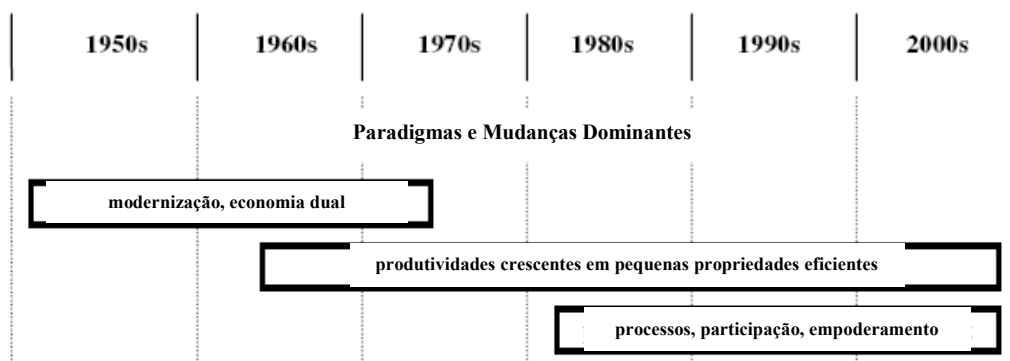 1950s 1960s 1970s 1980s 1990s 2000s
Paradigmas e Mudanças Dominantes
modernização, economia dual
produtividades crescentes em pequenas propriedades eficientes
processos, participação, empoderamento